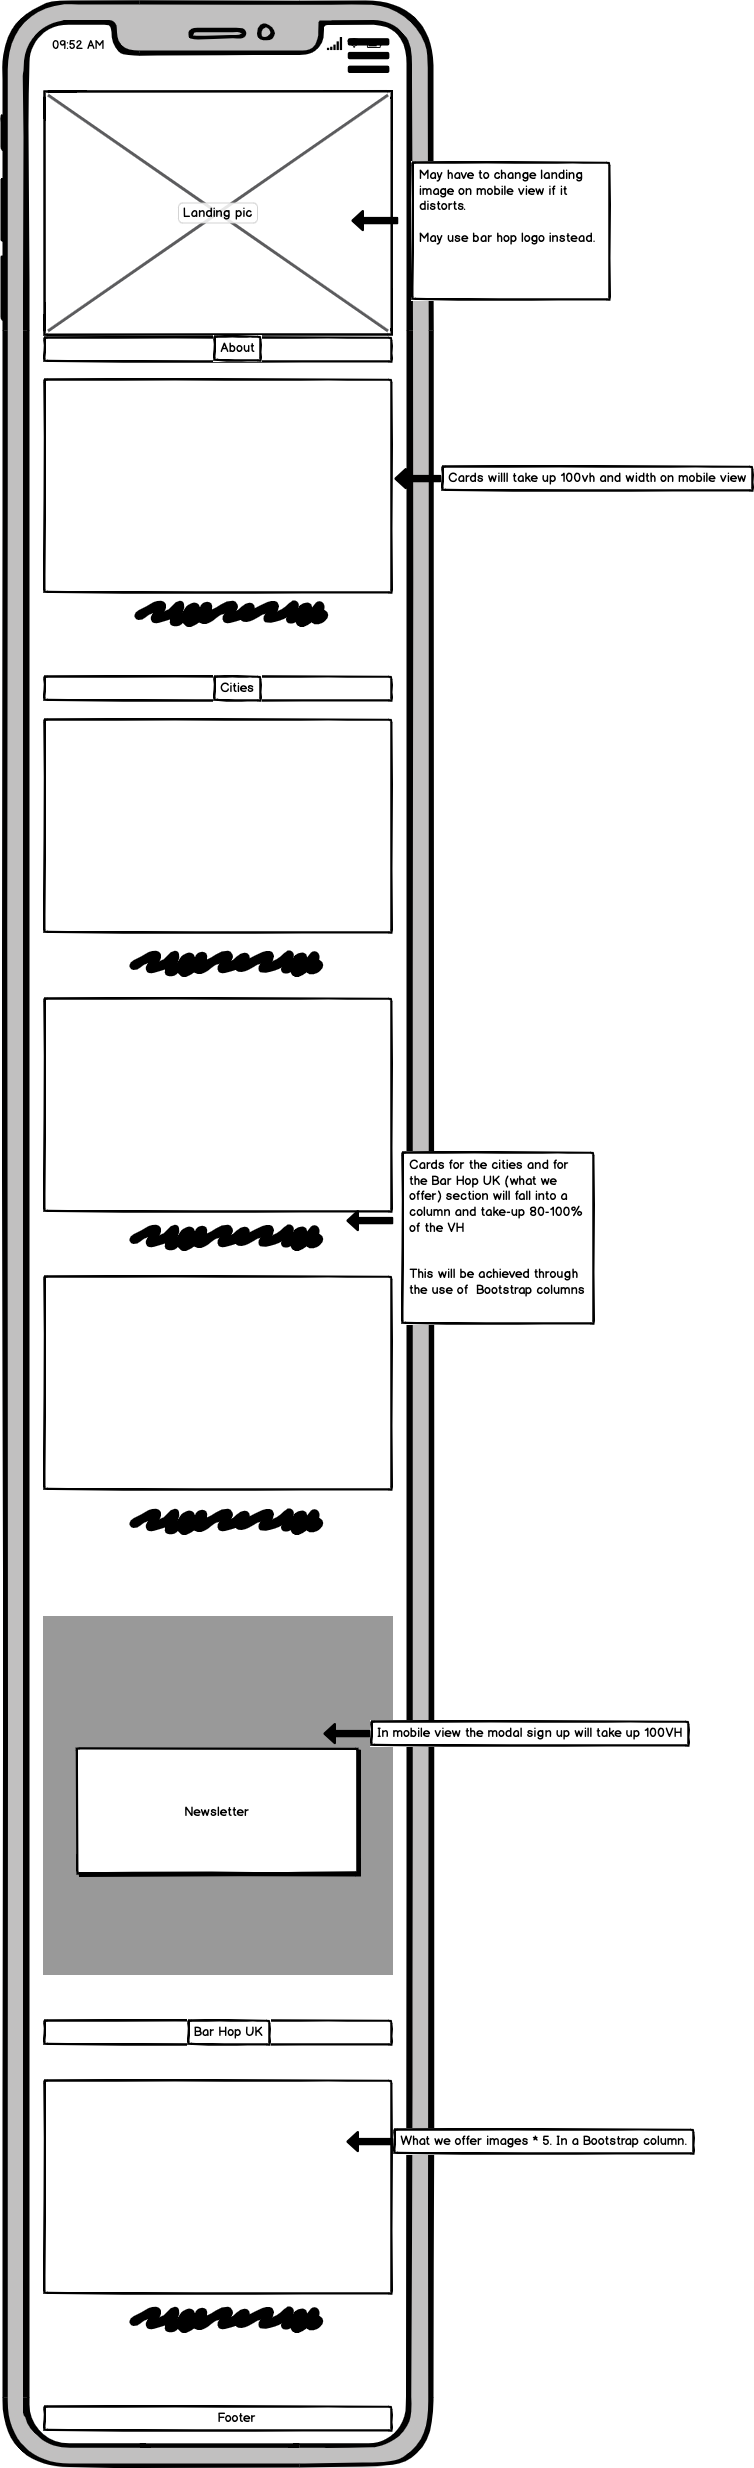 09:52 AM
Landing pic
May have to change landing
image on mobile view if it
distorts.
May use bar hop logo instead.
About
Cards willl take up 100vh and width on mobile view
Cities
Cards for the cities and for
the Bar Hop UK (what we
offer) section will fall into a
column and take-up 80-100%
of the VH
This will be achieved through
the use of Bootstrap columns
In mobile view the modal sign up will take up 100VH
Newsletter
Bar Hop UK
What we offer images * 5. In a Bootstrap column.
Footer